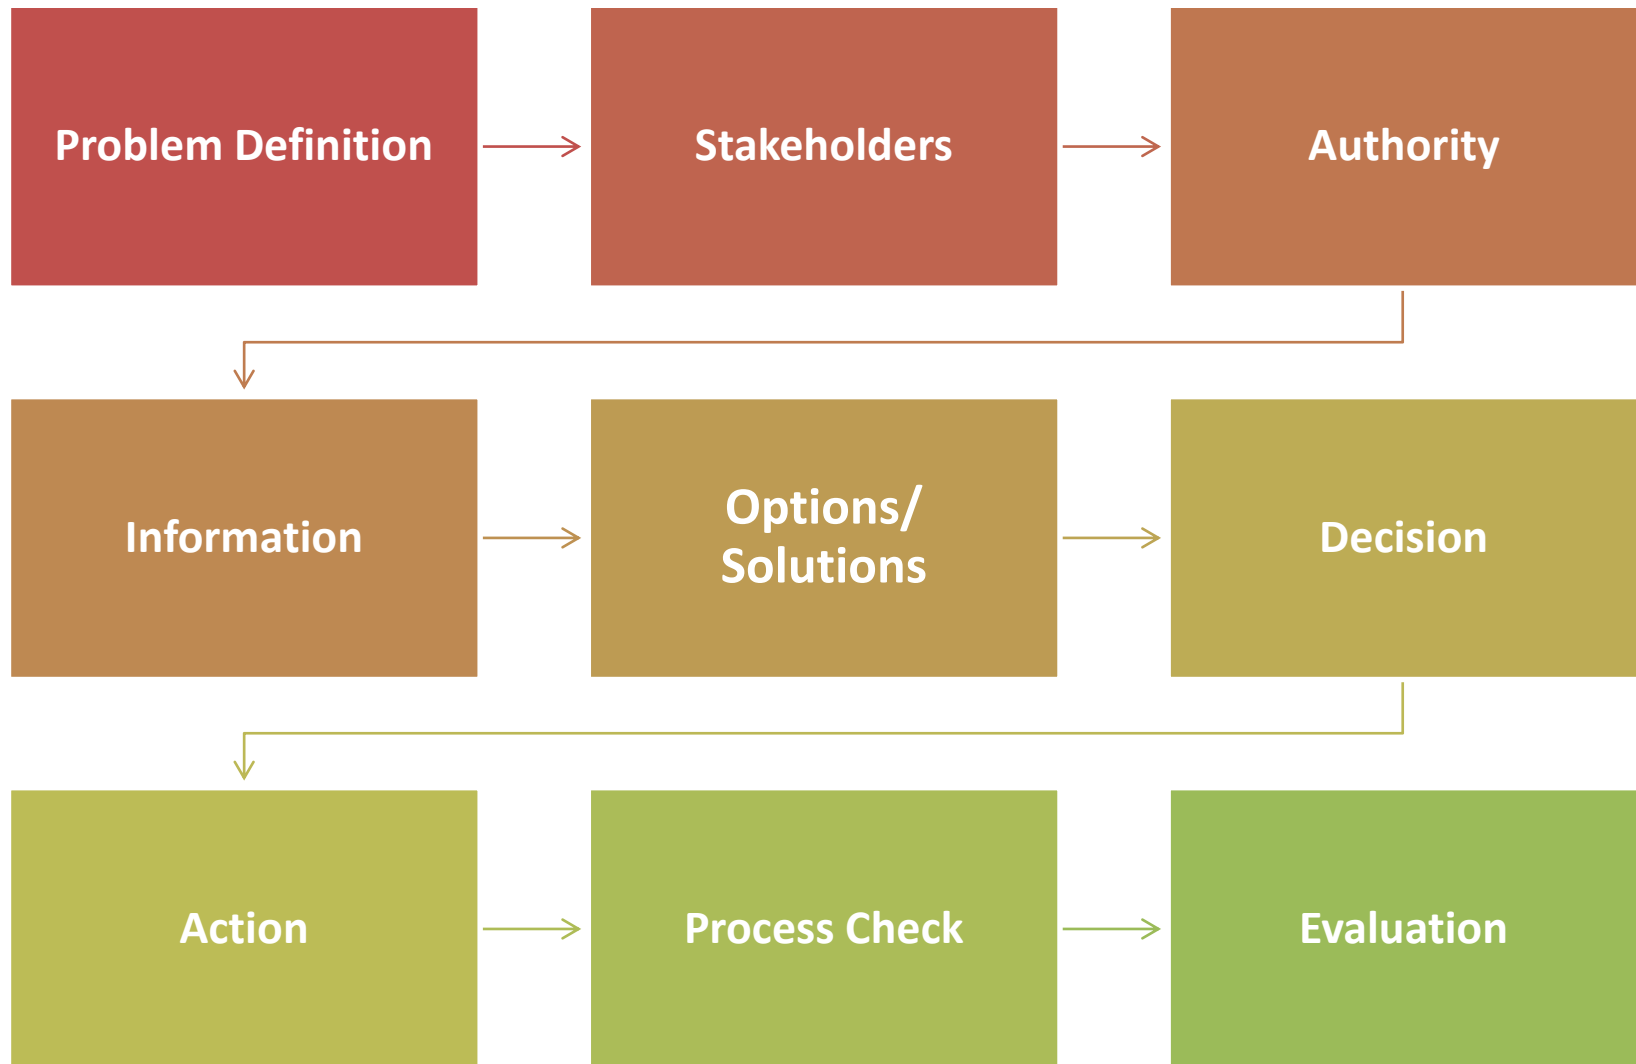 Problem Definition
Stakeholders
Authority
Information
Options/
Solutions
Decision
Action
Process Check
Evaluation